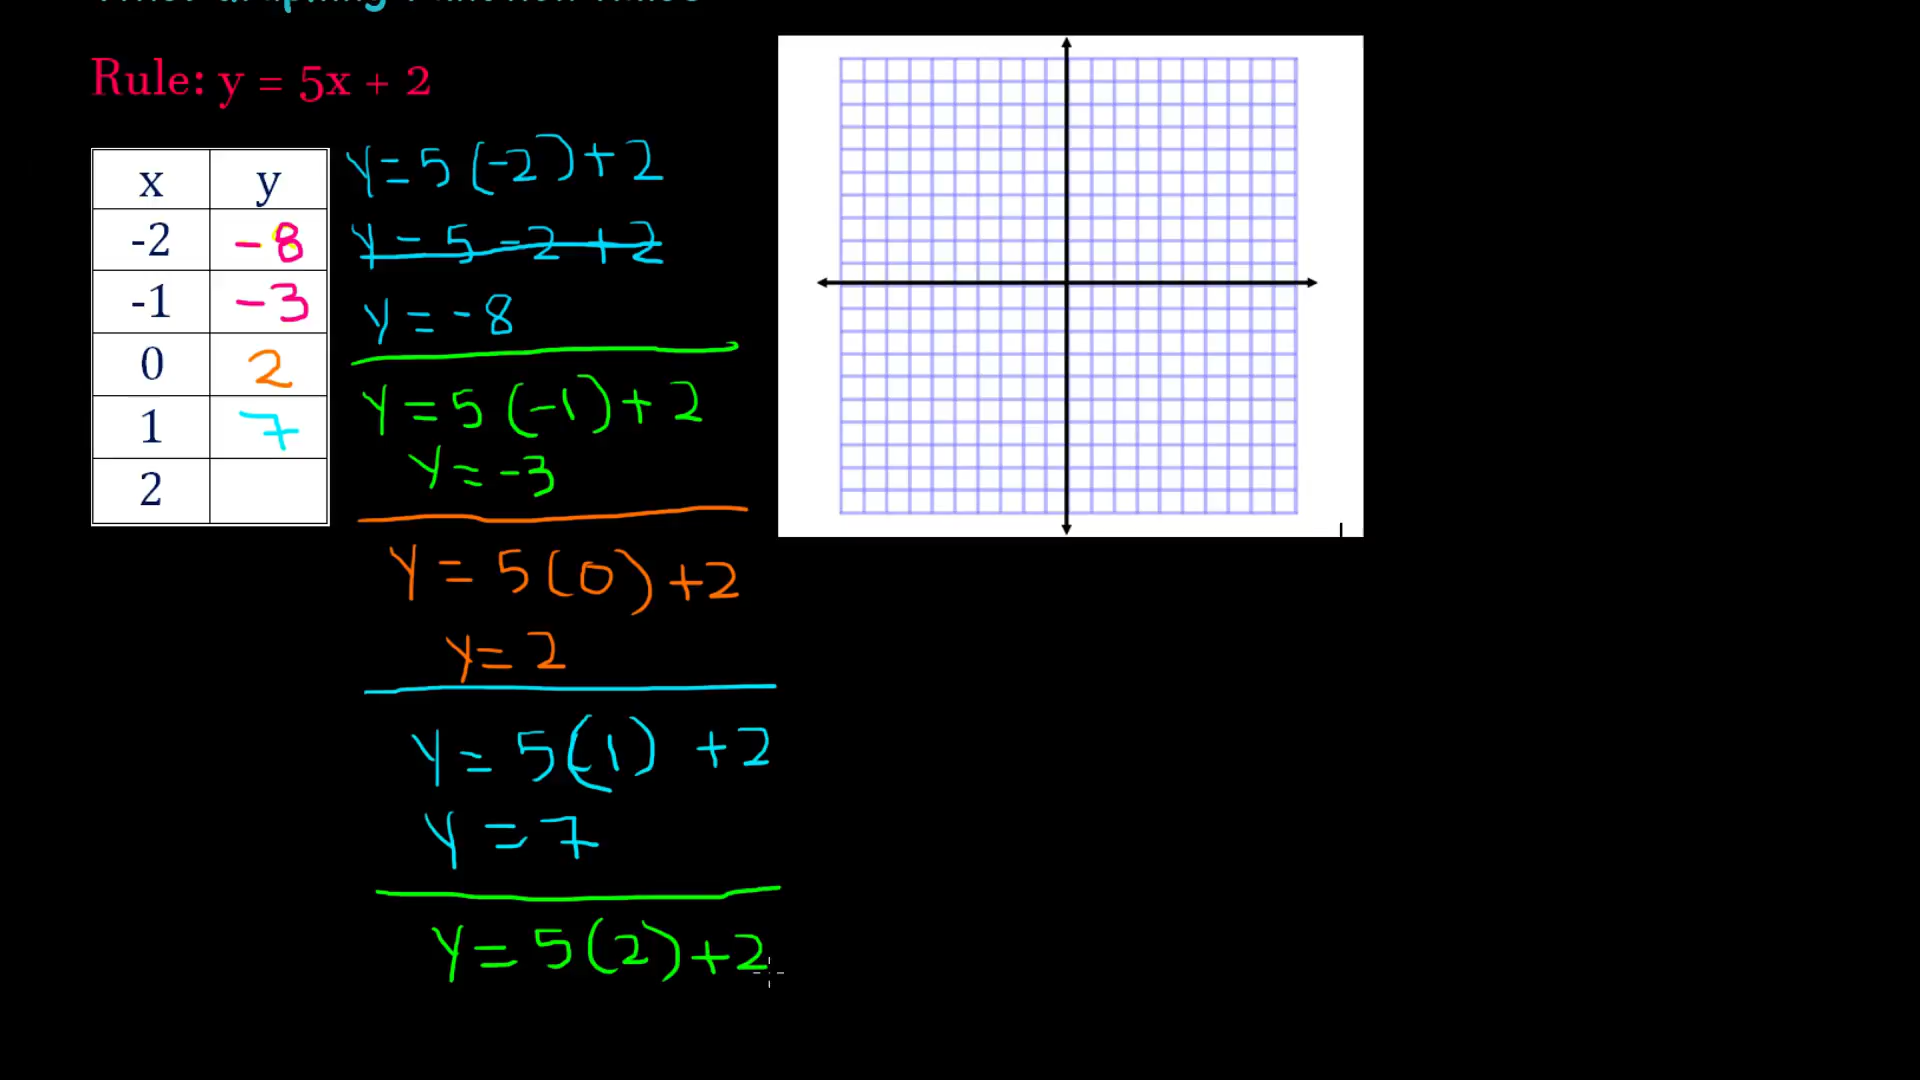 Rule: y = 5x + 2
x y
-2 -8
-1 -3
0 2
1 7
2
y = 5 (-2) + 2
y = 5 - 2 + 2
y = -8
y = 5 (-1) + 2
y = -3
y = 5 (0) + 2
y = 2
y = 5 (1) + 2
y = 7
y = 5 (2) + 2